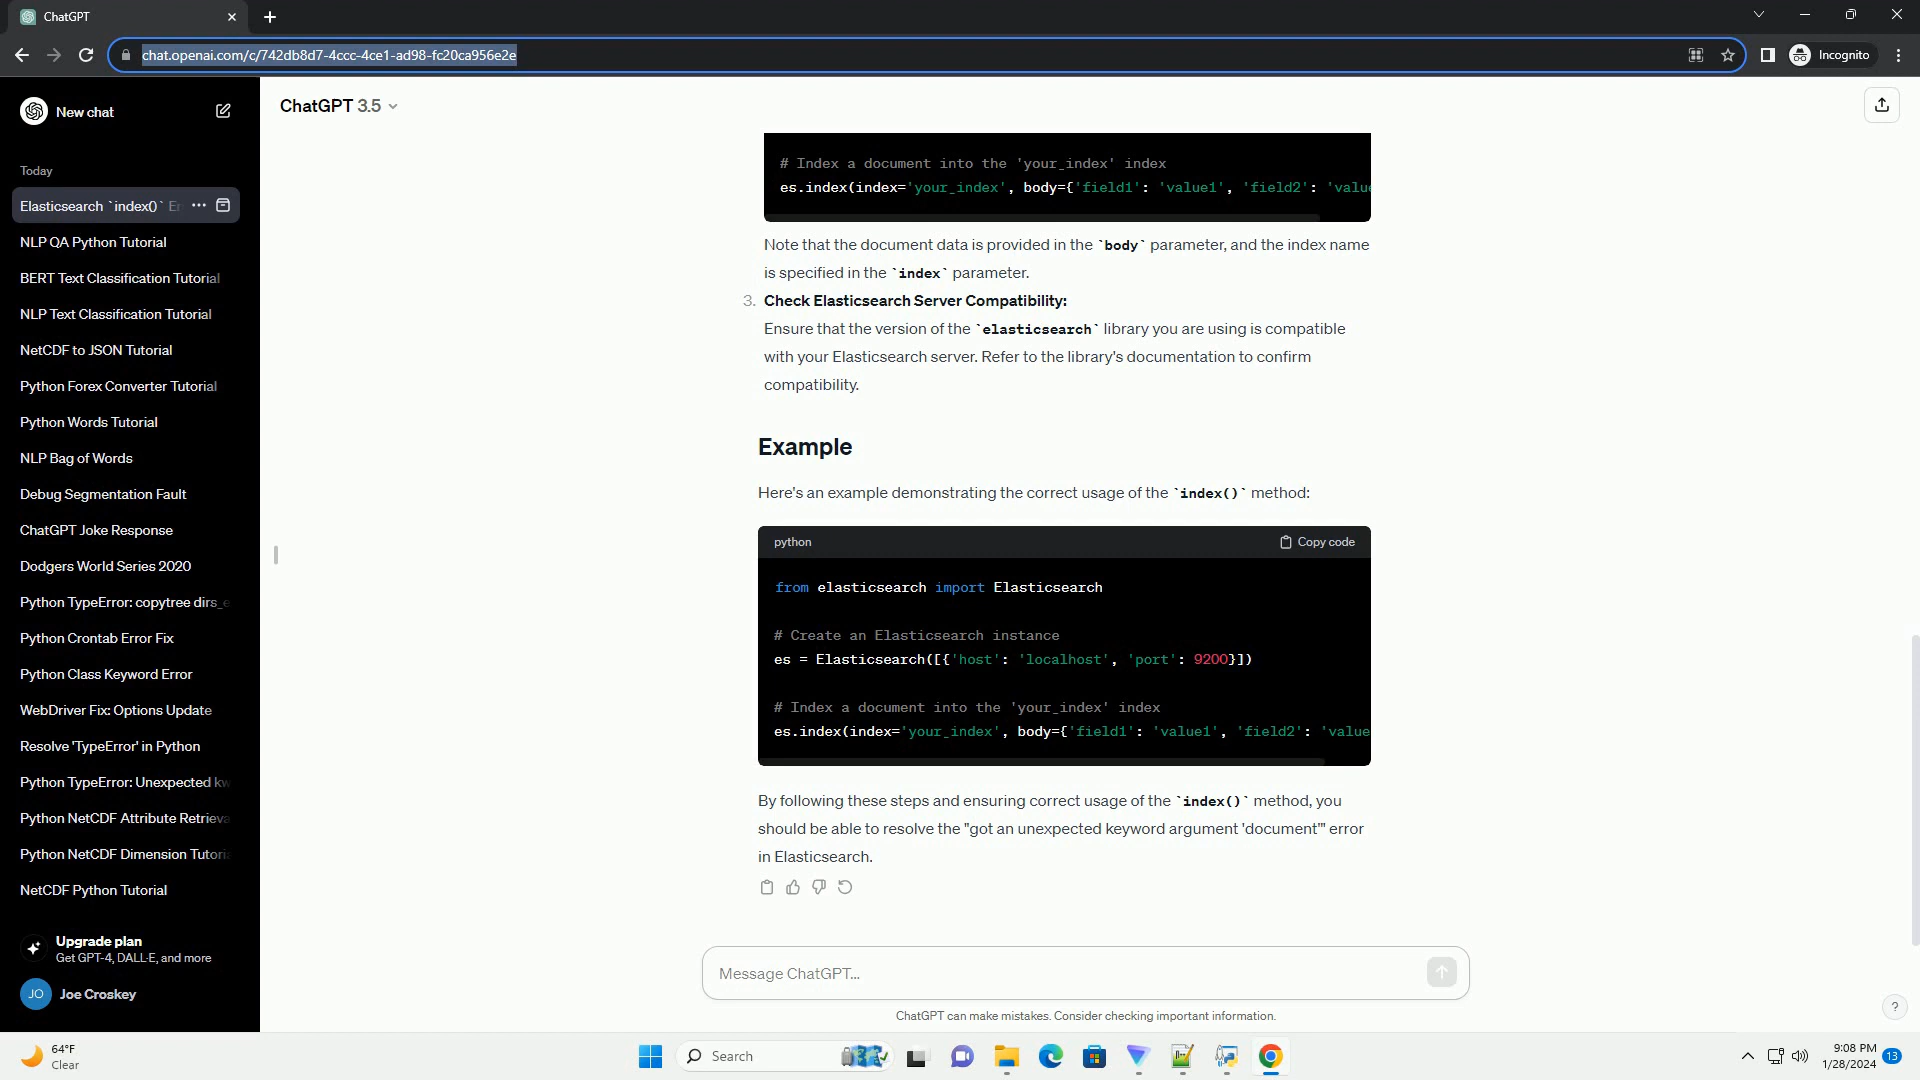 ChatGPT
chat.openai.com/c/742db8d7-4ccc-4ce1-ad98-fc20ca956e2e
Incognito
New chat
Today
Elasticsearch `index()` Er
NLP QA Python Tutorial
BERT Text Classification Tutorial
NLP Text Classification Tutorial
NetCDF to JSON Tutorial
Python Forex Converter Tutorial
Python Words Tutorial
NLP Bag of Words
Debug Segmentation Fault
ChatGPT Joke Response
Dodgers World Series 2020
Python TypeError: copytree dirs_e
Python Crontab Error Fix
Python Class Keyword Error
WebDriver Fix: Options Update
Resolve 'TypeError' in Python
Python TypeError: Unexpected kw
Python NetCDF Attribute Retrieva
Python NetCDF Dimension Tutori
NetCDF Python Tutorial
Upgrade plan
Get GPT-4, DALL·E, and more
JO Joe Croskey
ChatGPT 3.5
# Index a document into the 'your_index' index
es.index(index='your_index', body={'field1': 'value1', 'field2': 'value
Note that the document data is provided in the `body` parameter, and the index name
is specified in the `index` parameter.
3. Check Elasticsearch Server Compatibility:
Ensure that the version of the `elasticsearch` library you are using is compatible
with your Elasticsearch server. Refer to the library's documentation to confirm
compatibility.
Example
Here's an example demonstrating the correct usage of the `index()` method:
python
Copy code
from elasticsearch import Elasticsearch
# Create an Elasticsearch instance
es = Elasticsearch([{'host': 'localhost', 'port': 9200}])
# Index a document into the 'your_index' index
es.index(index='your_index', body={'field1': 'value1', 'field2': 'value
By following these steps and ensuring correct usage of the `index()` method, you
should be able to resolve the "got an unexpected keyword argument 'document'" error
in Elasticsearch.
Message ChatGPT...
ChatGPT can make mistakes. Consider checking important information.
?
64°F
Clear
Search
9:08 PM
1/28/2024
13